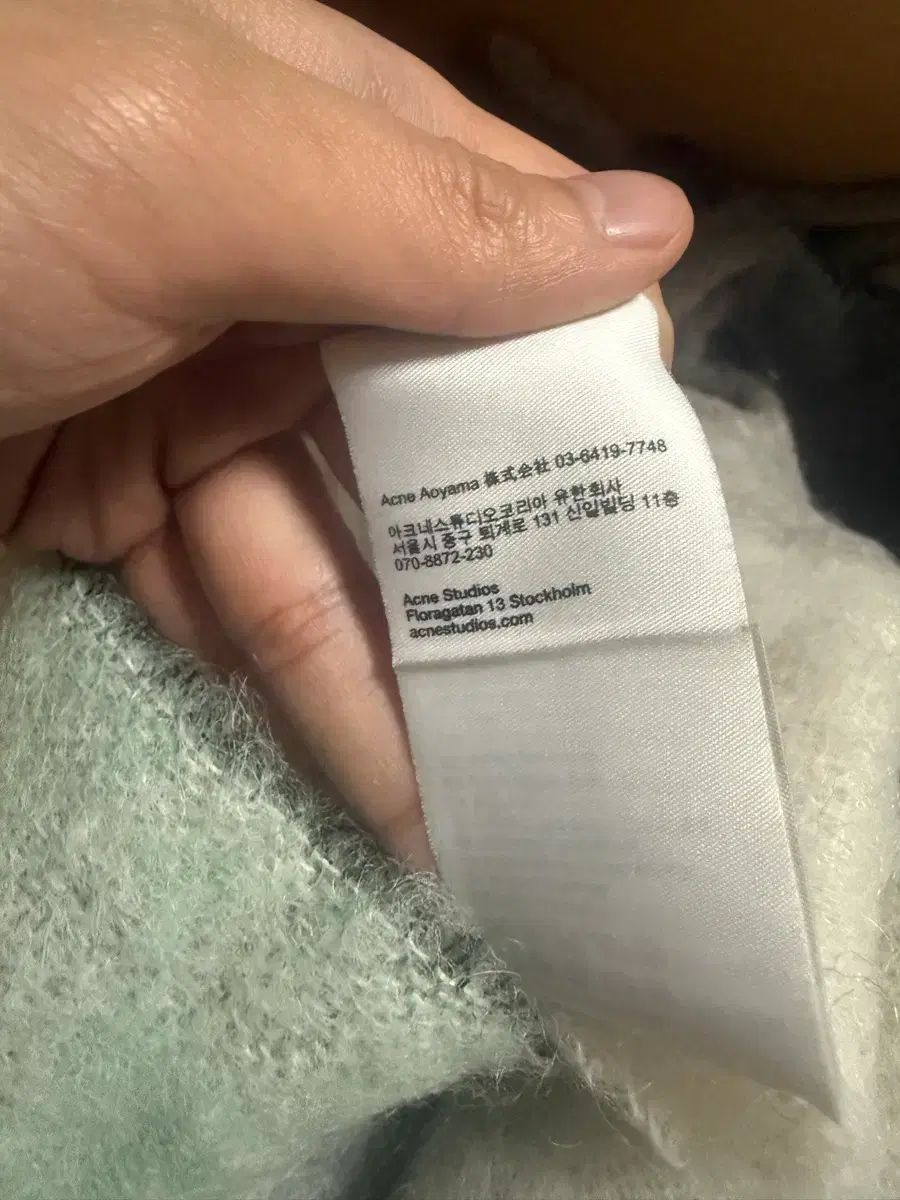 Acne Aoyama 株式会社 03-6419-7748
아크네스튜디오코리아 유한회사
서울시 중구 퇴계로 131 신일빌딩 11층
070-8872-230
Acne Studios
Floragatan 13 Stockholm
acnestudios.com